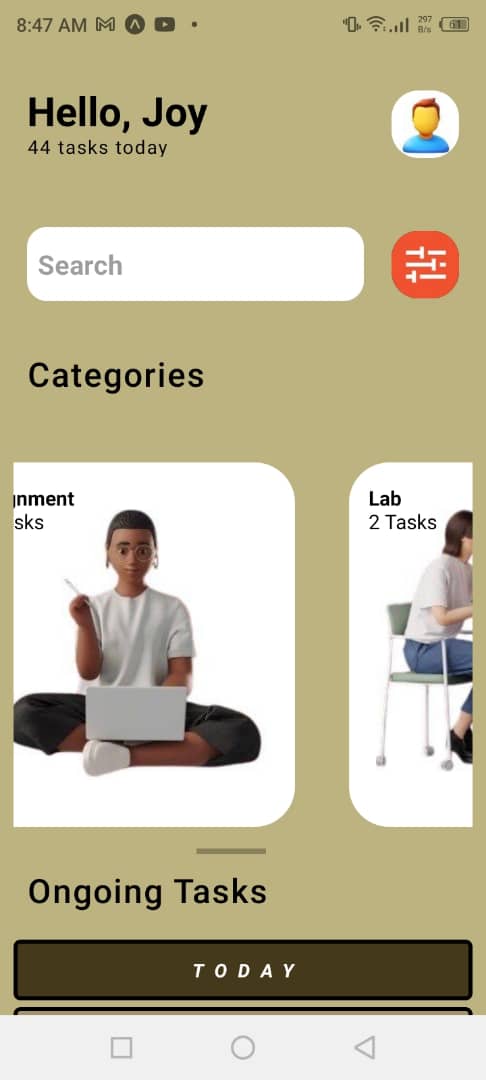 8:47 AM
297
B/s
61
Hello, Joy
44 tasks today
Search
Categories
nment
sks
Lab
2 Tasks
Ongoing Tasks
TODAY